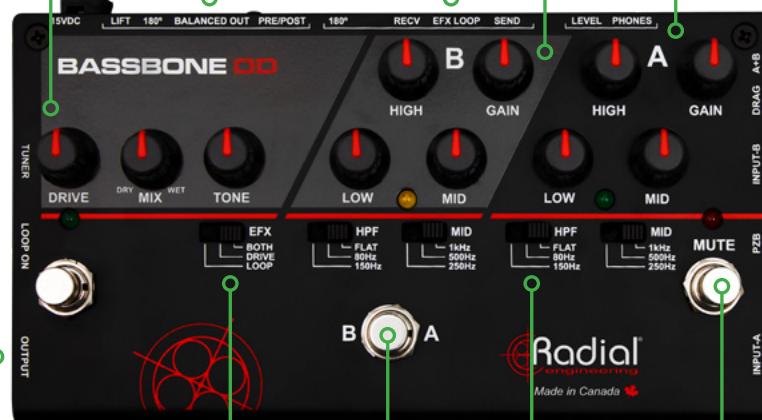 15VDC LIFT 180° BALANCED OUT PRE/POST 180° RECV EFX LOOP SEND LEVEL PHONES
BASSBONE OD
B
A
HIGH GAIN HIGH GAIN
A+B
DRAG
TUNER
INPUT-B
DRIVE DRY MIX WET TONE LOW MID LOW MID
LOOP ON
EFX
BOTH
DRIVE
LOOP
HPF
FLAT
80Hz
150Hz
MID
1kHz
500Hz
250Hz
HPF
FLAT
80Hz
150Hz
MID
1kHz
500Hz
250Hz
MUTE
PZB
OUTPUT
B A
Radial
engineering
Made in Canada
INPUT-A